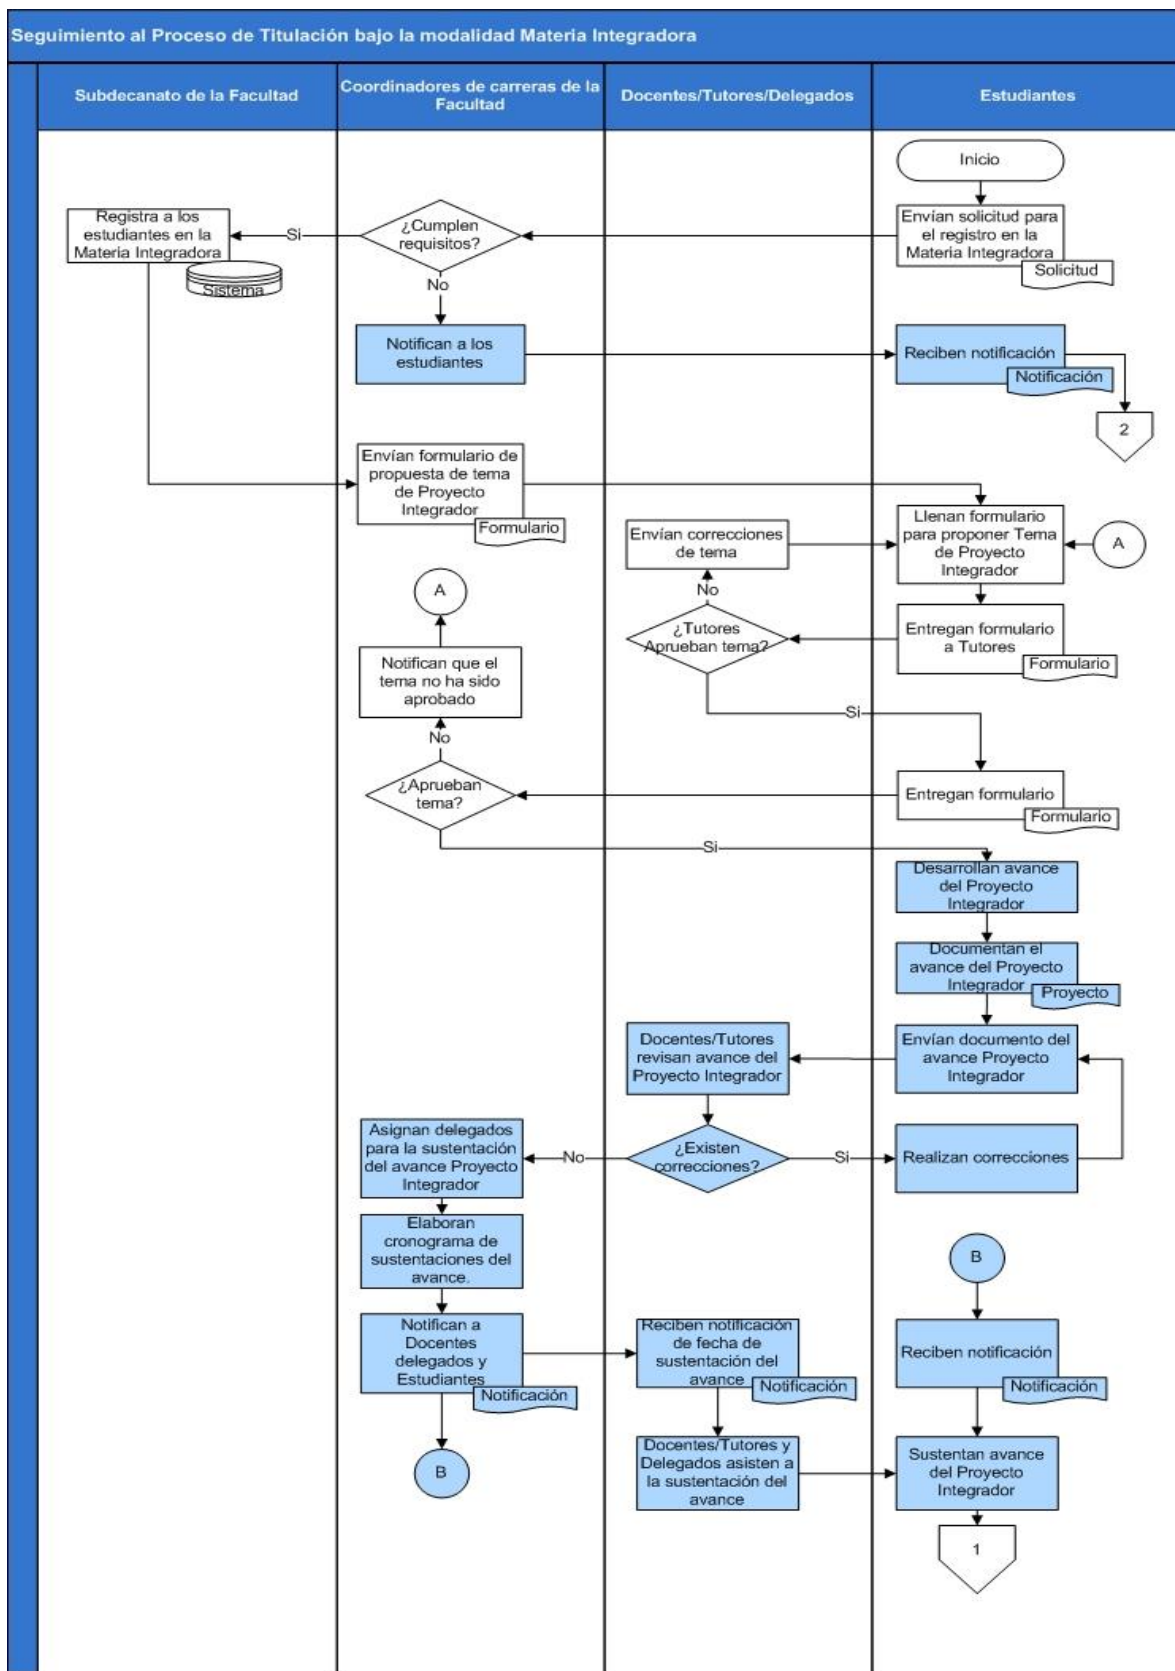 Seguimiento al Proceso de Titulación bajo la modalidad Materia Integradora
Subdecanato de la Facultad
Coordinadores de carreras de la
Facultad
Docentes/Tutores/Delegados
Estudiantes
Inicio
Envían solicitud para
el registro en la
Materia Integradora
Solicitud
¿Cumplen
requisitos?
Si
Registra a los
estudiantes en la
Materia Integradora
Sistema
No
Notifican a los
estudiantes
Reciben notificación
Notificación
2
Envían formulario de
propuesta de tema
de Proyecto
Integrador
Formulario
Llenan formulario
para proponer Tema
de Proyecto
Integrador
A
Envían correcciones
de tema
No
¿Tutores
Aprueban tema?
Entregan formulario
a Tutores
Formulario
Si
A
Notifican que el
tema no ha sido
aprobado
No
¿Aprueban
tema?
Entregan formulario
Formulario
Si
Desarrollan avance
del Proyecto
Integrador
Documentan el
avance del Proyecto
Integrador
Proyecto
Envían documento del
avance Proyecto
Integrador
Docentes/Tutores
revisan avance del
Proyecto Integrador
¿Existen
correcciones?
Si
Realizan correcciones
No
Asignan delegados
para la sustentación
del avance Proyecto
Integrador
Elaboran
cronograma de
sustentaciones del
avance.
Notifican a
Docentes
delegados y
Estudiantes
Notificación
B
Reciben notificación
de fecha de
sustentación del
avance
Notificación
Docentes/Tutores y
Delegados asisten a
la sustentación del
avance
B
Reciben notificación
Notificación
Sustentan avance
del Proyecto
Integrador
1